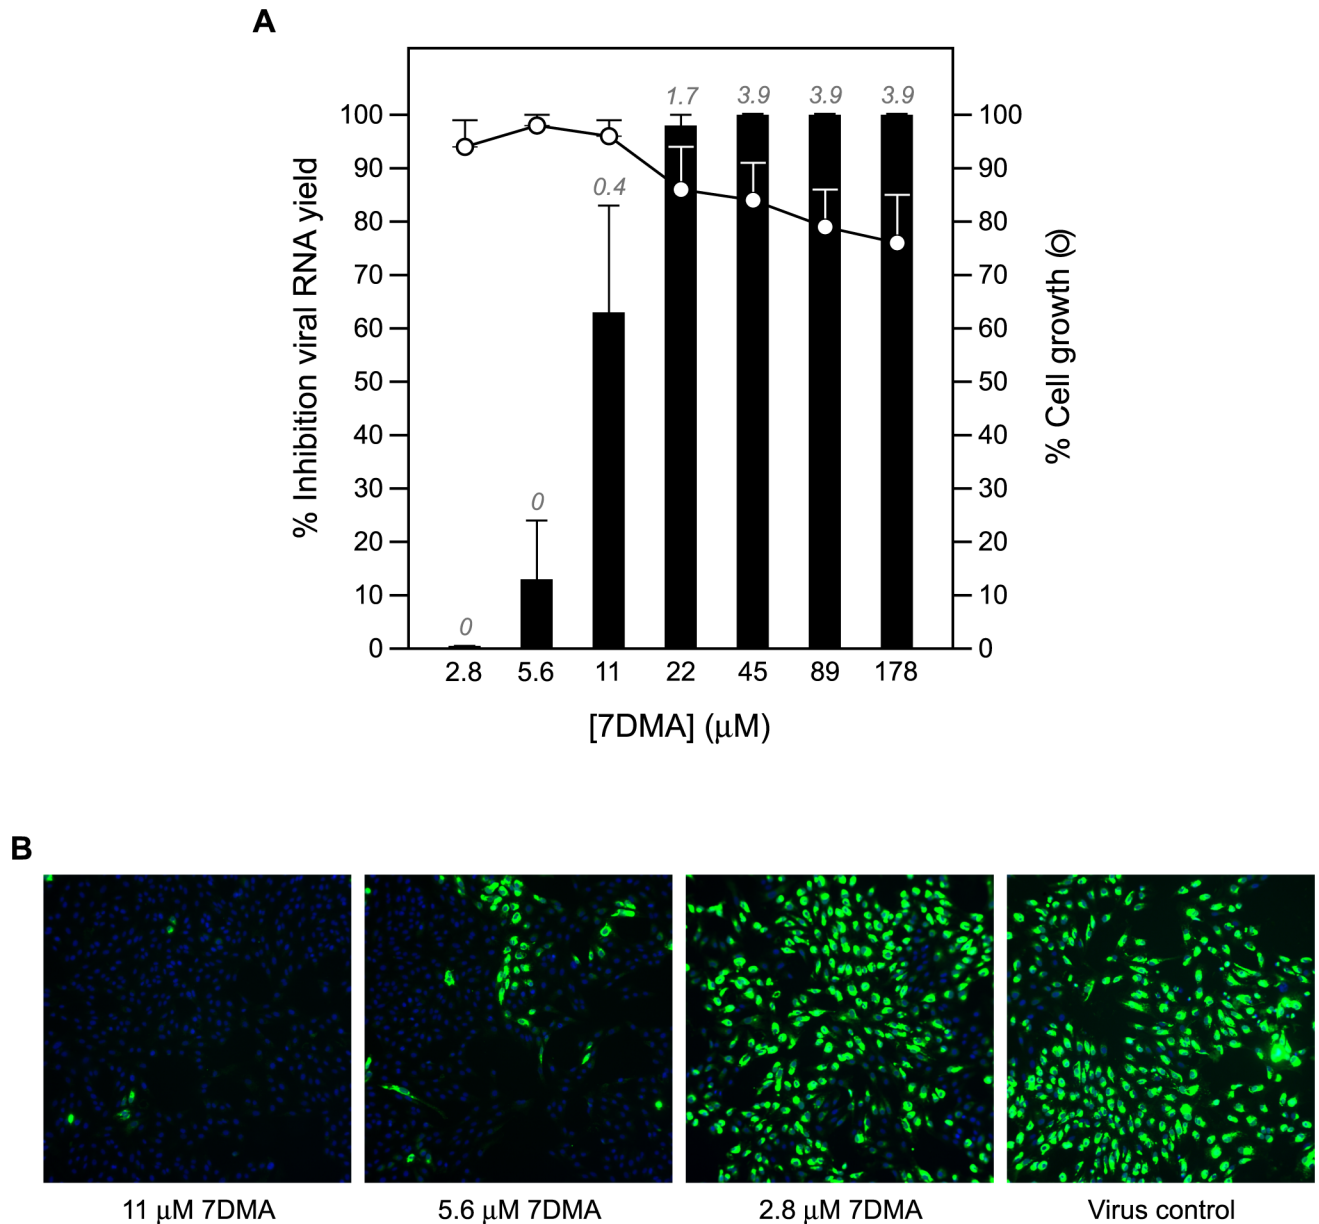 A
1.7 3.9 3.9 3.9
100 100
90 90
0.4
80 80
70 70
60 60
50 50
40 40
30 30
0
20 20
10 10
0
0 0
% Inhibition viral RNA yield
% Cell growth (O)
2.8 5.6 11 22 45 89 178
[7DMA] (μM)
B
11 μM 7DMA
5.6 μM 7DMA
2.8 μM 7DMA
Virus control